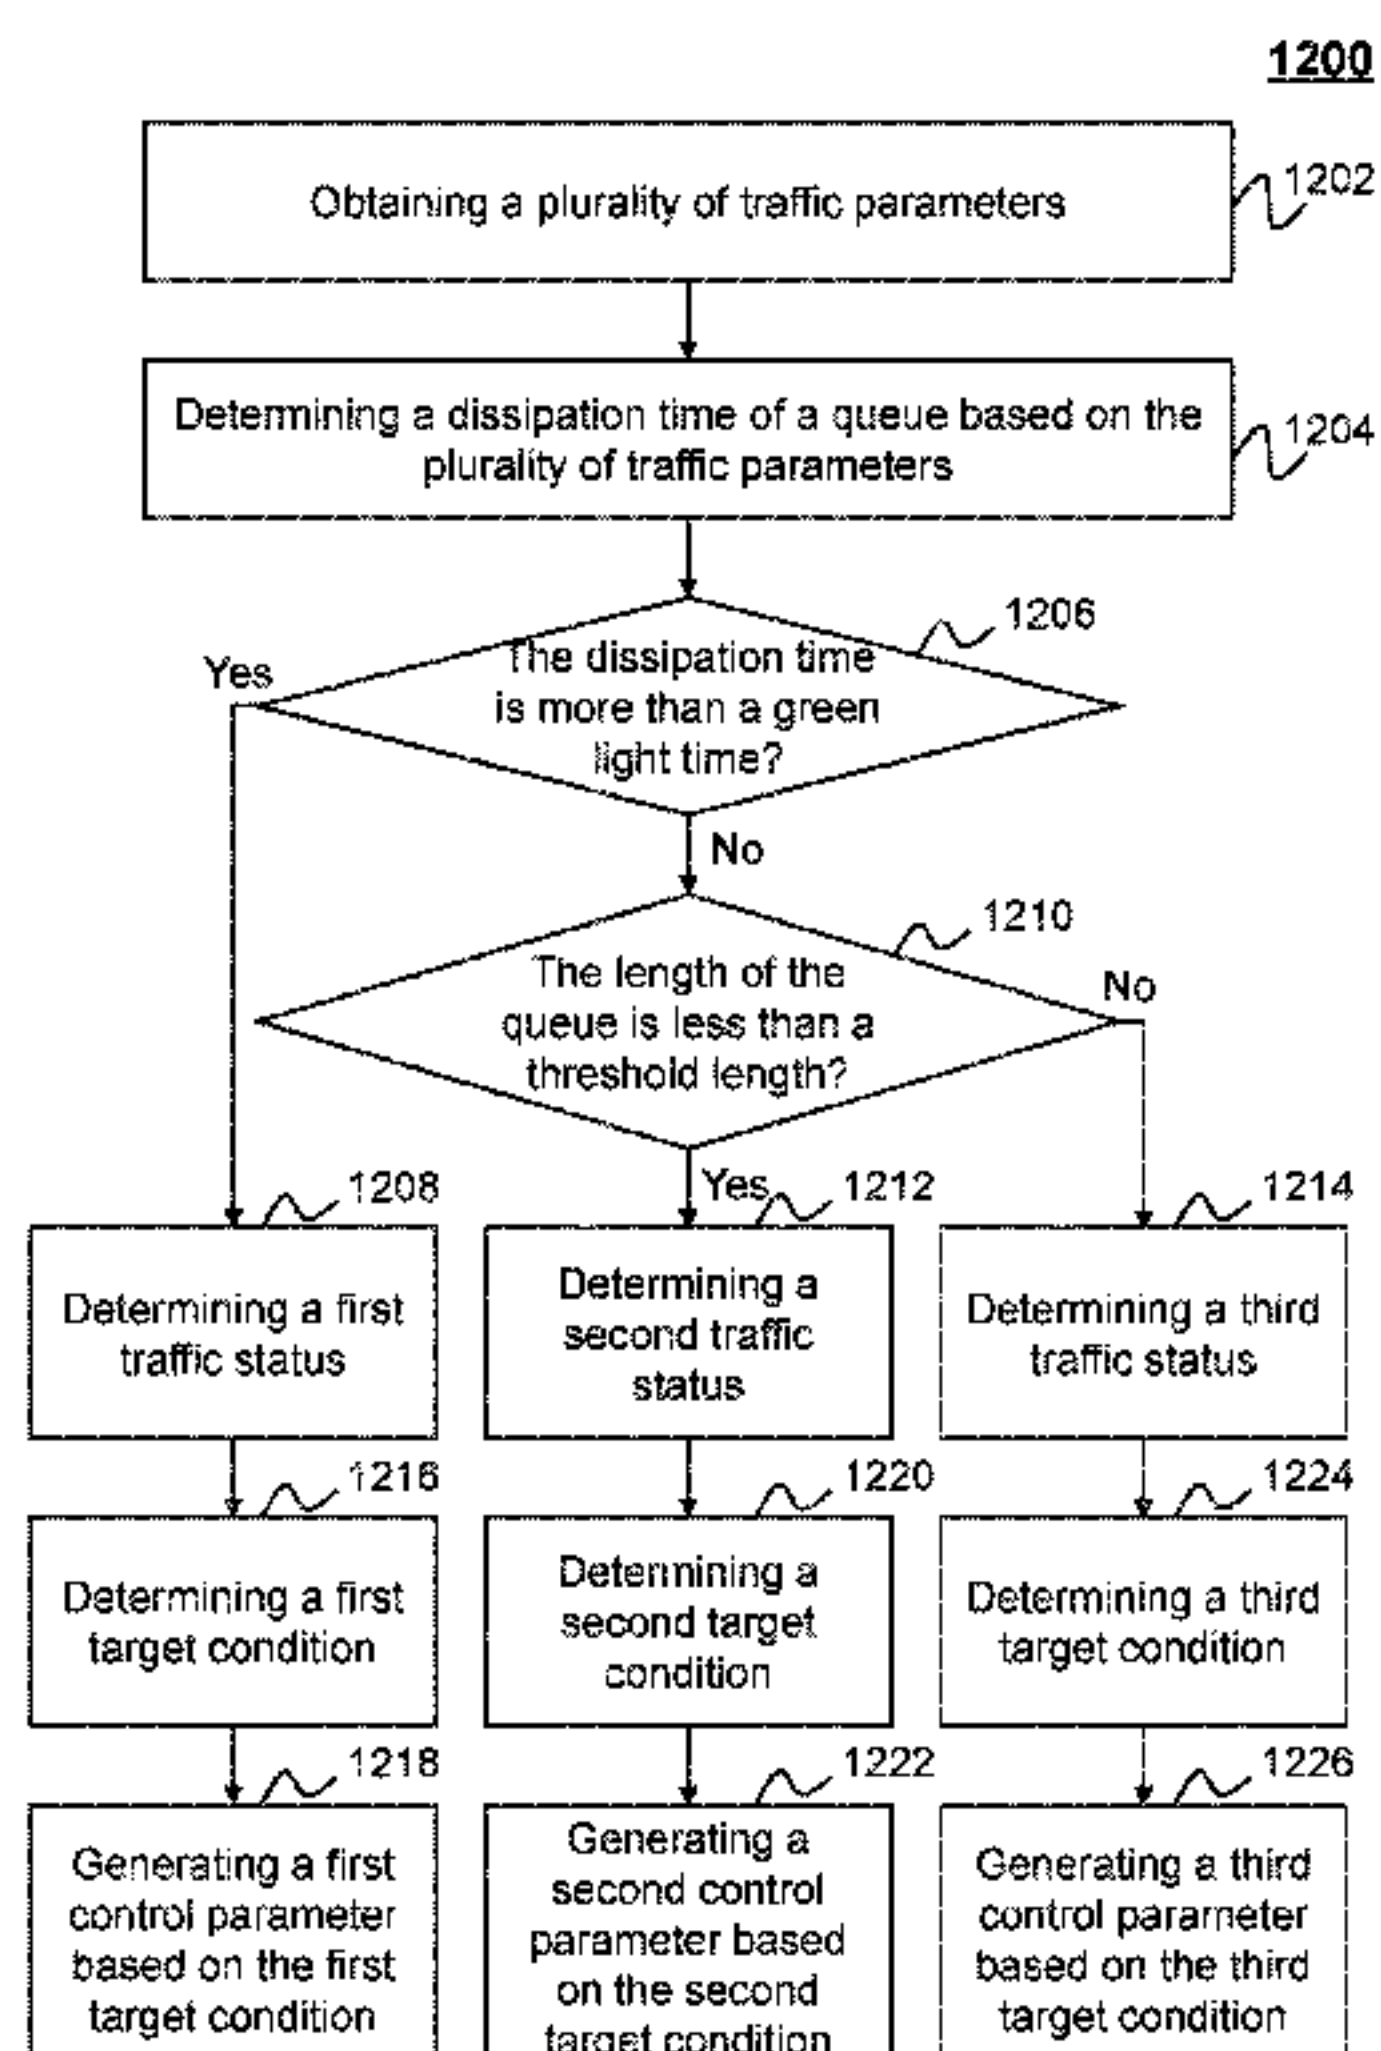 1200
Obtaining a plurality of traffic parameters
1202
Determining a dissipation time of a queue based on the
plurality of traffic parameters
1204
1206
Yes
The dissipation time
is more than a green
light time?
No
1210
The length of the
queue is less than a
threshold length?
No
Yes
1208
1212
1214
Determining a first
traffic status
Determining a
second traffic
status
Determining a third
traffic status
1216
1220
1224
Determining a first
target condition
Determining a
second target
condition
Determining a third
target condition
1218
1222
1226
Generating a first
control parameter
based on the first
target condition
Generating a
second control
parameter based
on the second
target condition
Generating a third
control parameter
based on the third
target condition